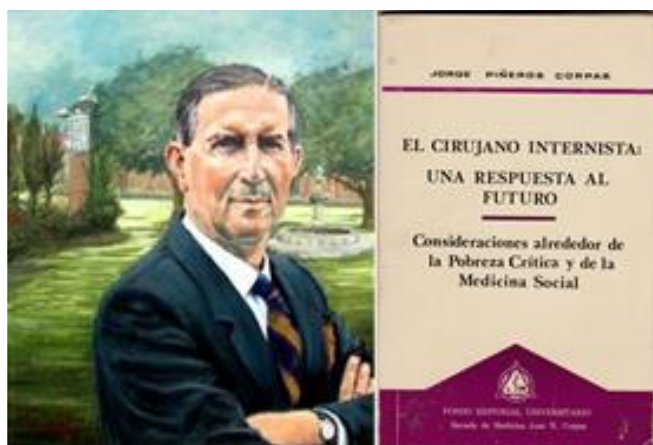 JORGE PIÑEROS CORPAS
EL CIRUJANO INTERNISTA:
UNA RESPUESTA AL
FUTURO
Consideraciones alrededor de
la Pobreza Crítica y de la
Medicina Social
FONDO EDITORIAL UNIVERSITARIO
Escuela de Medicina Juan N. Corpas